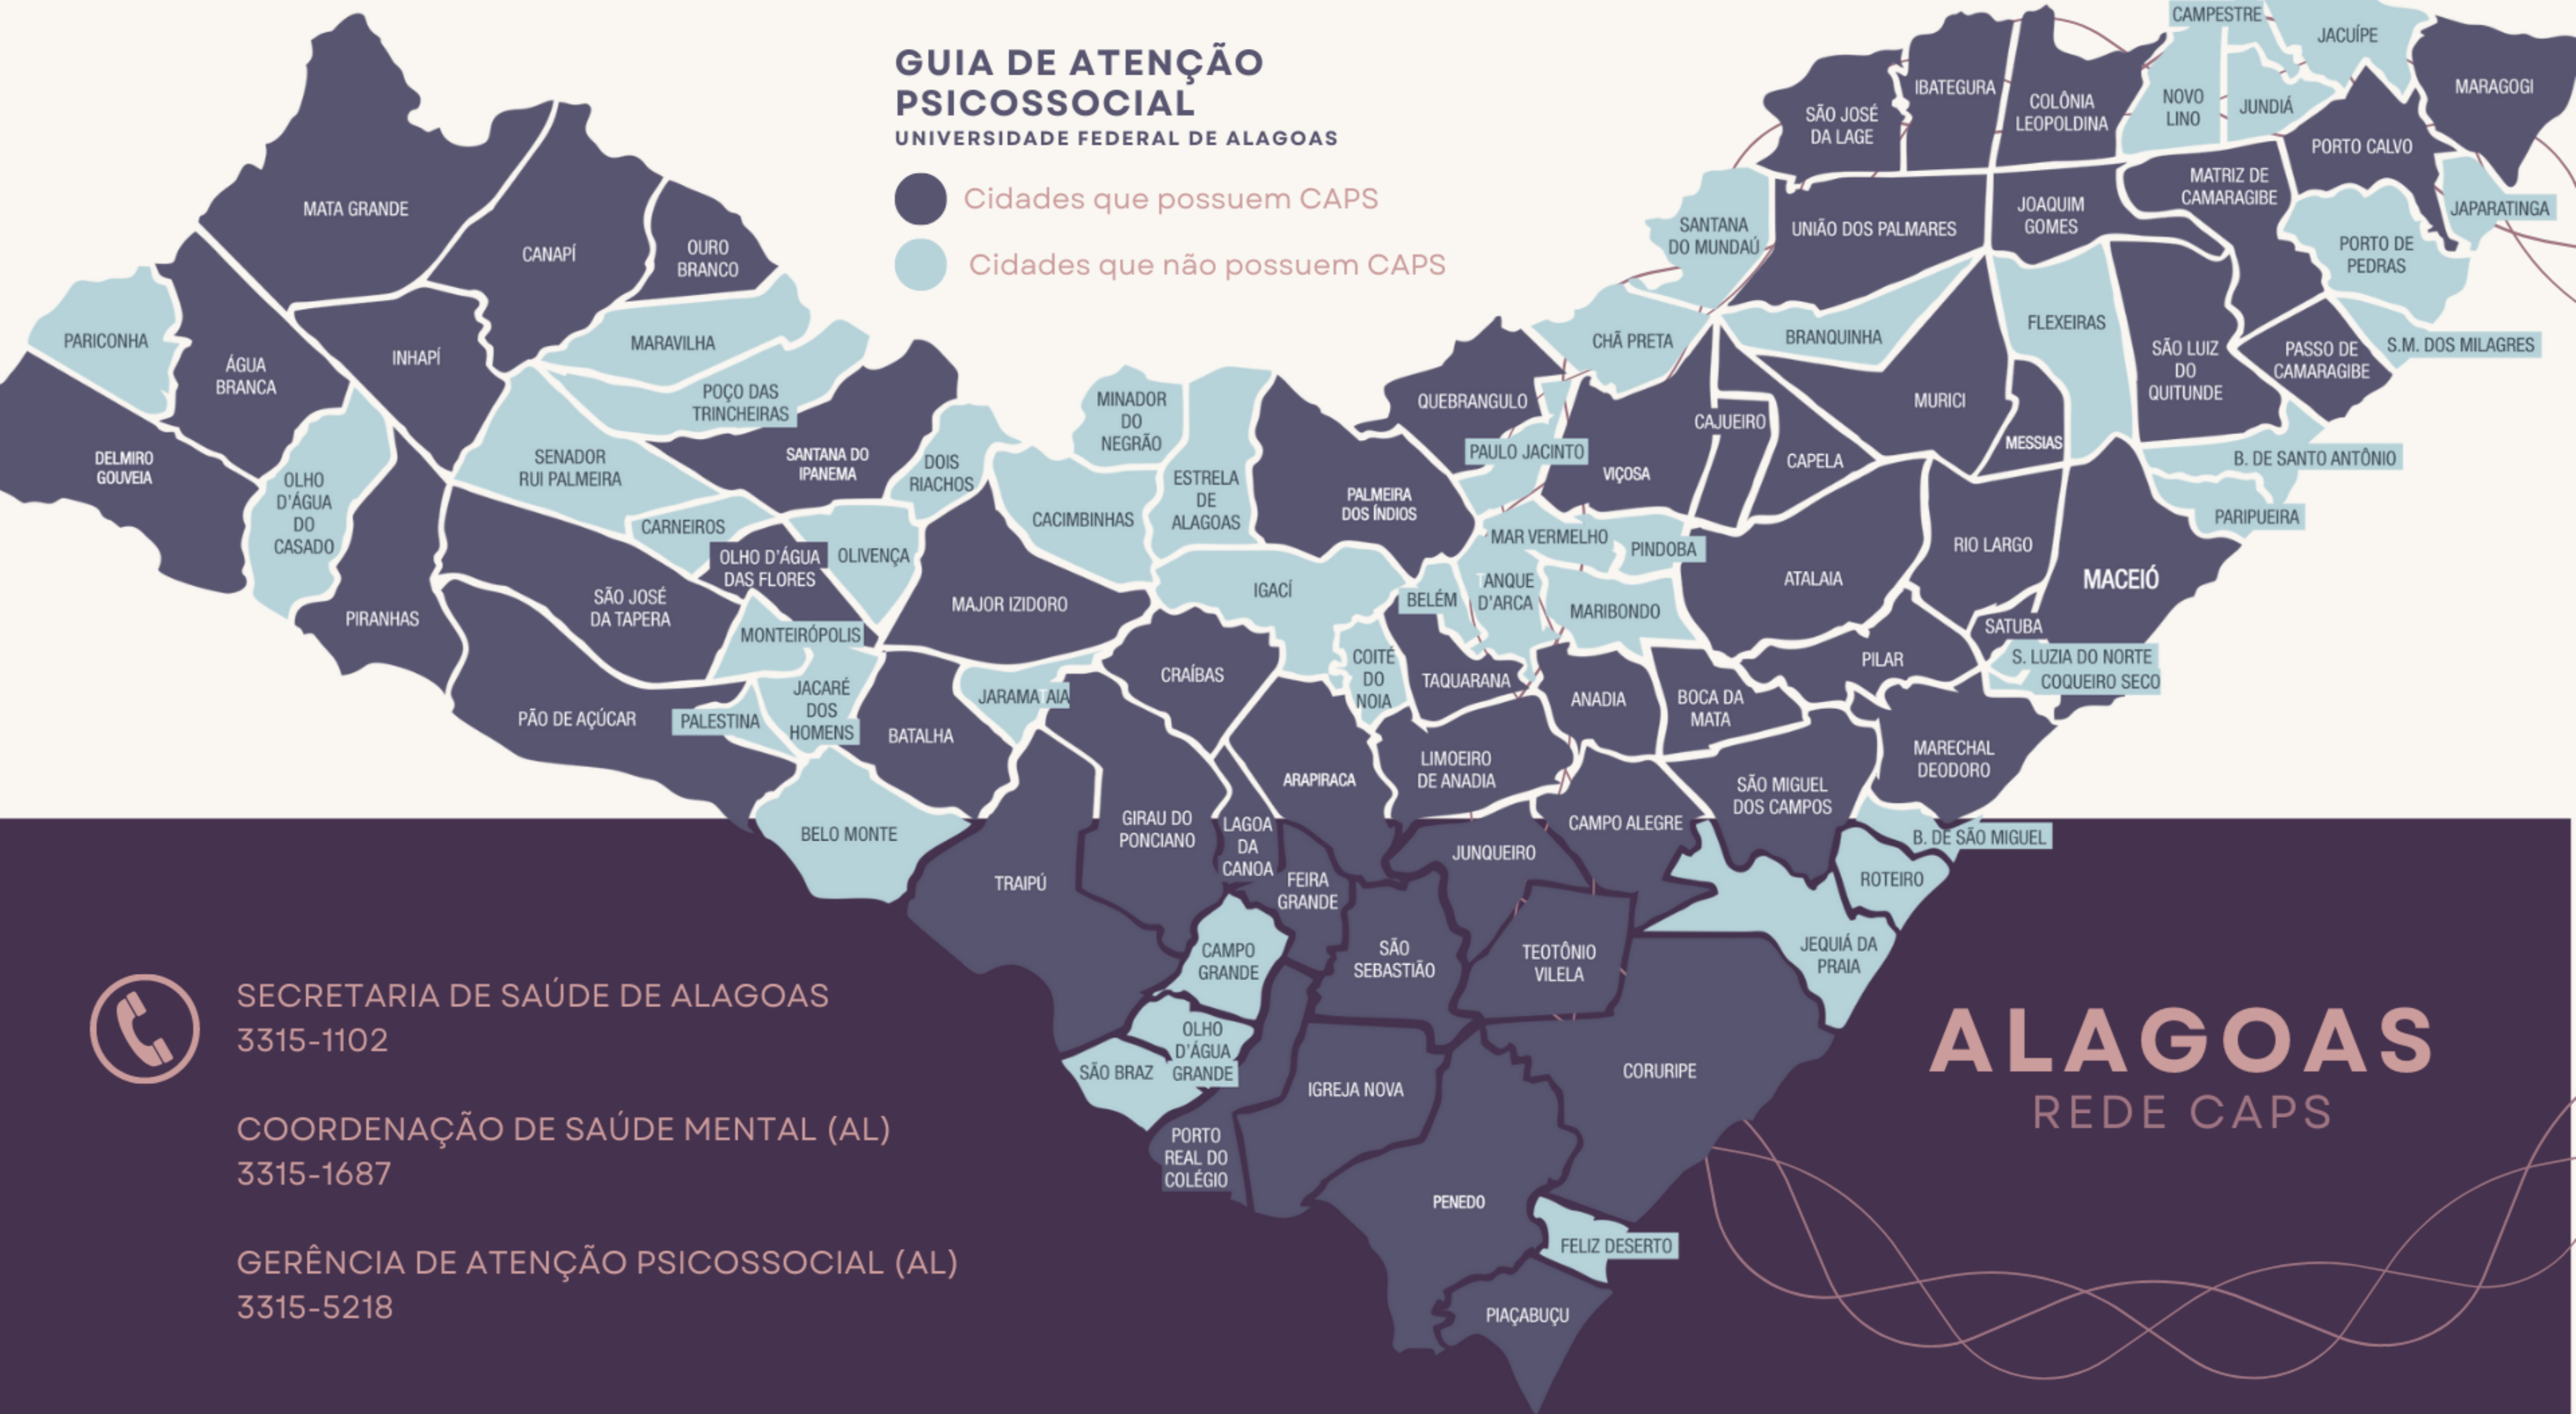 GUIA DE ATENÇÃO
PSICOSSOCIAL
UNIVERSIDADE FEDERAL DE ALAGOAS
Cidades que possuem CAPS
Cidades que não possuem CAPS
MATA GRANDE
CANAPÍ
OURO
BRANCO
PARICONHA
ÁGUA
BRANCA
INHAPÍ
MARAVILHA
POÇO DAS
TRINCHEIRAS
DELMIRO
GOUVEIA
OLHO
D'ÁGUA
DO
CASADO
SENADOR
RUI PALMEIRA
SANTANA DO
IPANEMA
DOIS
RIACHOS
CARNEIROS
OLHO D'ÁGUA
DAS FLORES
OLIVENÇA
PIRANHAS
SÃO JOSÉ
DA TAPERA
MONTEIRÓPOLIS
MAJOR IZIDORO
PÃO DE AÇÚCAR
PALESTINA
JACARÉ
DOS
HOMENS
BATALHA
JARAMATAIA
BELO MONTE
MINADOR
DO
NEGRÃO
CACIMBINHAS
ESTRELA
DE
ALAGOAS
PALMEIRA
DOS ÍNDIOS
IGACÍ
CRAÍBAS
COITÉ
DO
NOIA
BELÉM
TANQUE
D'ARCA
TAQUARANA
ARAPIRACA
LIMOEIRO
DE ANADIA
GIRAU DO
PONCIANO
LAGOA
DA
CANOA
TRAIPÚ
FEIRA
GRANDE
JUNQUEIRO
CAMPO
GRANDE
SÃO
SEBASTIÃO
TEOTÔNIO
VILELA
OLHO
D'ÁGUA
GRANDE
SÃO BRAZ
PORTO
REAL DO
COLÉGIO
IGREJA NOVA
PENEDO
CORURIPE
FELIZ DESERTO
PIAÇABUÇU
QUEBRANGULO
PAULO JACINTO
CHÃ PRETA
VIÇOSA
CAJUEIRO
CAPELA
MAR VERMELHO
PINDOBA
MARIBONDO
ATALAIA
ANADIA
BOCA DA
MATA
PILAR
CAMPO ALEGRE
SÃO MIGUEL
DOS CAMPOS
MARECHAL
DEODORO
B. DE SÃO MIGUEL
ROTEIRO
JEQUIÁ DA
PRAIA
SÃO JOSÉ
DA LAGE
IBATEGURA
COLÔNIA
LEOPOLDINA
CAMPESTRE
JACUÍPE
NOVO
LINO
JUNDIÁ
MARAGOGI
PORTO CALVO
SANTANA
DO MUNDAÚ
UNIÃO DOS PALMARES
JOAQUIM
GOMES
MATRIZ DE
CAMARAGIBE
JAPARATINGA
PORTO DE
PEDRAS
BRANQUINHA
FLEXEIRAS
SÃO LUIZ
DO
QUITUNDE
PASSO DE
CAMARAGIBE
S.M. DOS MILAGRES
MURICI
MESSIAS
B. DE SANTO ANTÔNIO
PARIPUEIRA
RIO LARGO
MACEIÓ
SATUBA
S. LUZIA DO NORTE
COQUEIRO SECO
SECRETARIA DE SAÚDE DE ALAGOAS
3315-1102
COORDENAÇÃO DE SAÚDE MENTAL (AL)
3315-1687
GERÊNCIA DE ATENÇÃO PSICOSSOCIAL (AL)
3315-5218
ALAGOAS
REDE CAPS